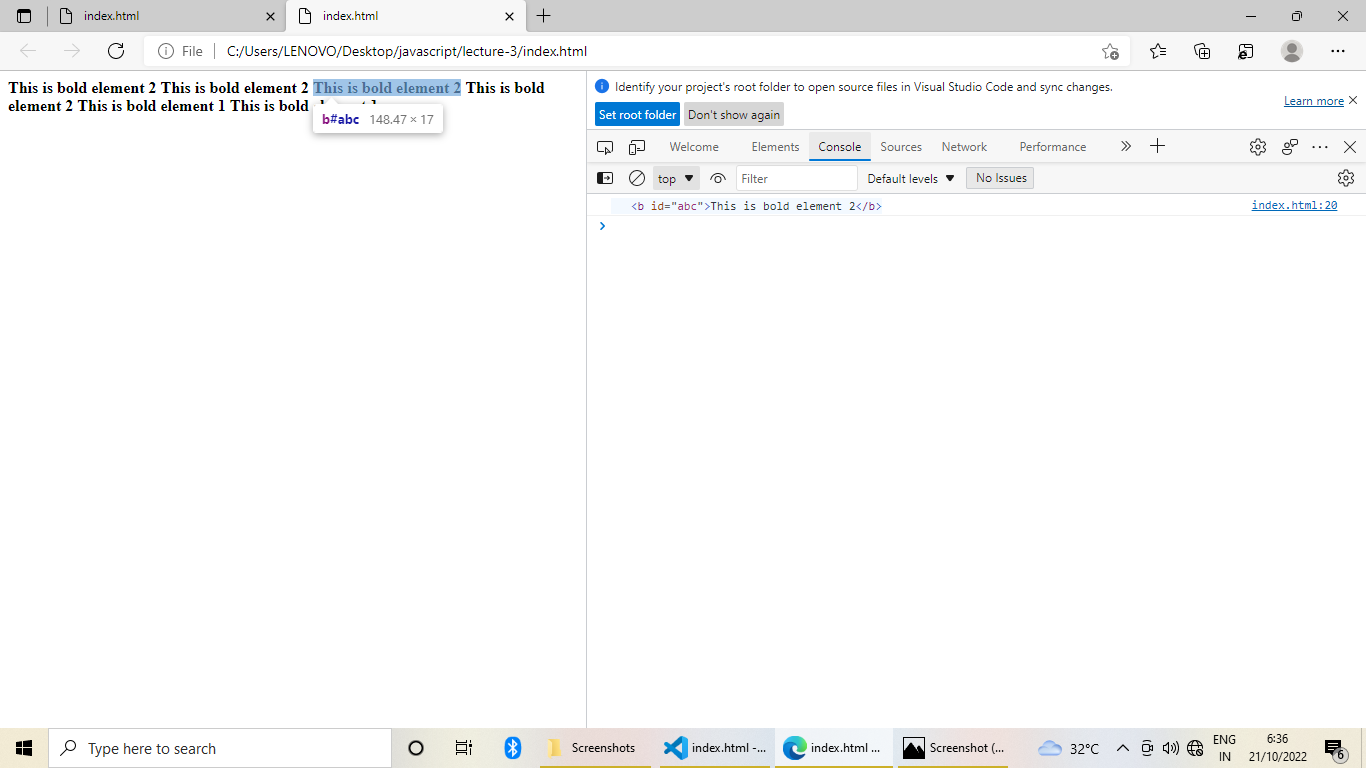 index.html
index.html
File
C:/Users/LENOVO/Desktop/javascript/lecture-3/index.html
This is bold element 2 This is bold element 2 This is bold element 2 This is bold
element 2 This is bold element 1 This is bold
b#abc 148.47 × 17
Identify your project's root folder to open source files in Visual Studio Code and sync changes.
Learn more
Set root folder Don't show again
Welcome Elements Console Sources Network Performance
top Filter Default levels No Issues
<b id="abc">This is bold element 2</b> index.html:20
Type here to search
Screenshots
index.html -...
index.html ...
Screenshot (...
32°C
ENG
IN
6:36
21/10/2022
6